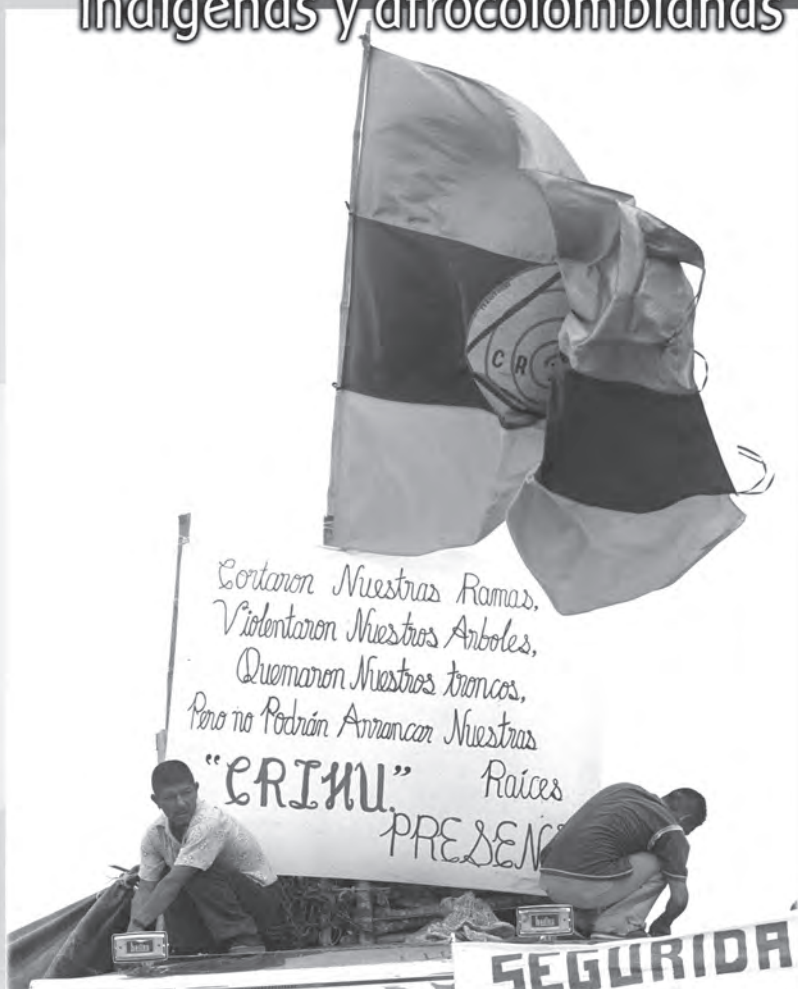 indígenas y afrocolombianas
C R
Cortaron Nuestras Ramas,
Violentaron Nuestros Arboles,
Quemaron Nuestros troncos,
Pero no Podrán Arrancar Nuestras
"CRIHU". Raíces
PRESEN
SEGURIDA